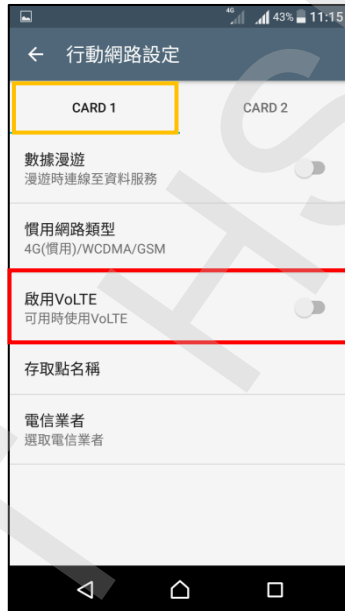 4G 43% 11:15
行動網路設定
CARD 1 CARD 2
數據漫遊
漫遊時連線至資料服務
慣用網路類型
4G(慣用)/WCDMA/GSM
啟用VoLTE
可用時使用VoLTE
存取點名稱
電信業者
選取電信業者